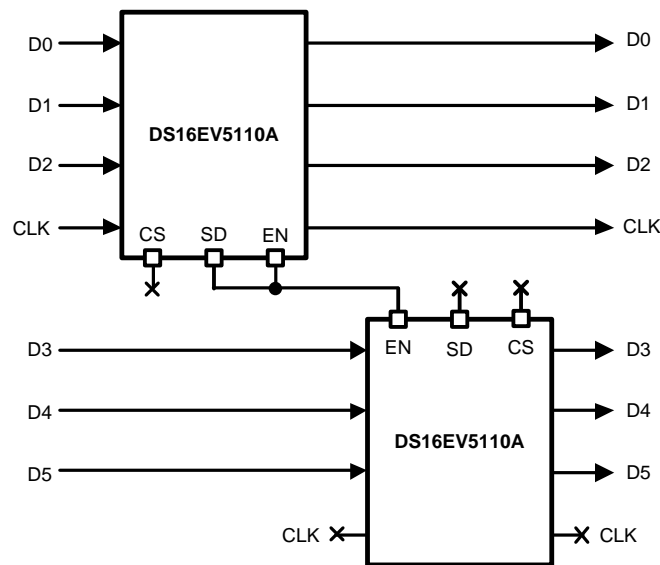 D0 D0
D1 D1
DS16EV5110A
D2 D2
CLK CS SD EN CLK
D3 EN SD CS D3
D4 D4
DS16EV5110A
D5 D5
CLK CLK